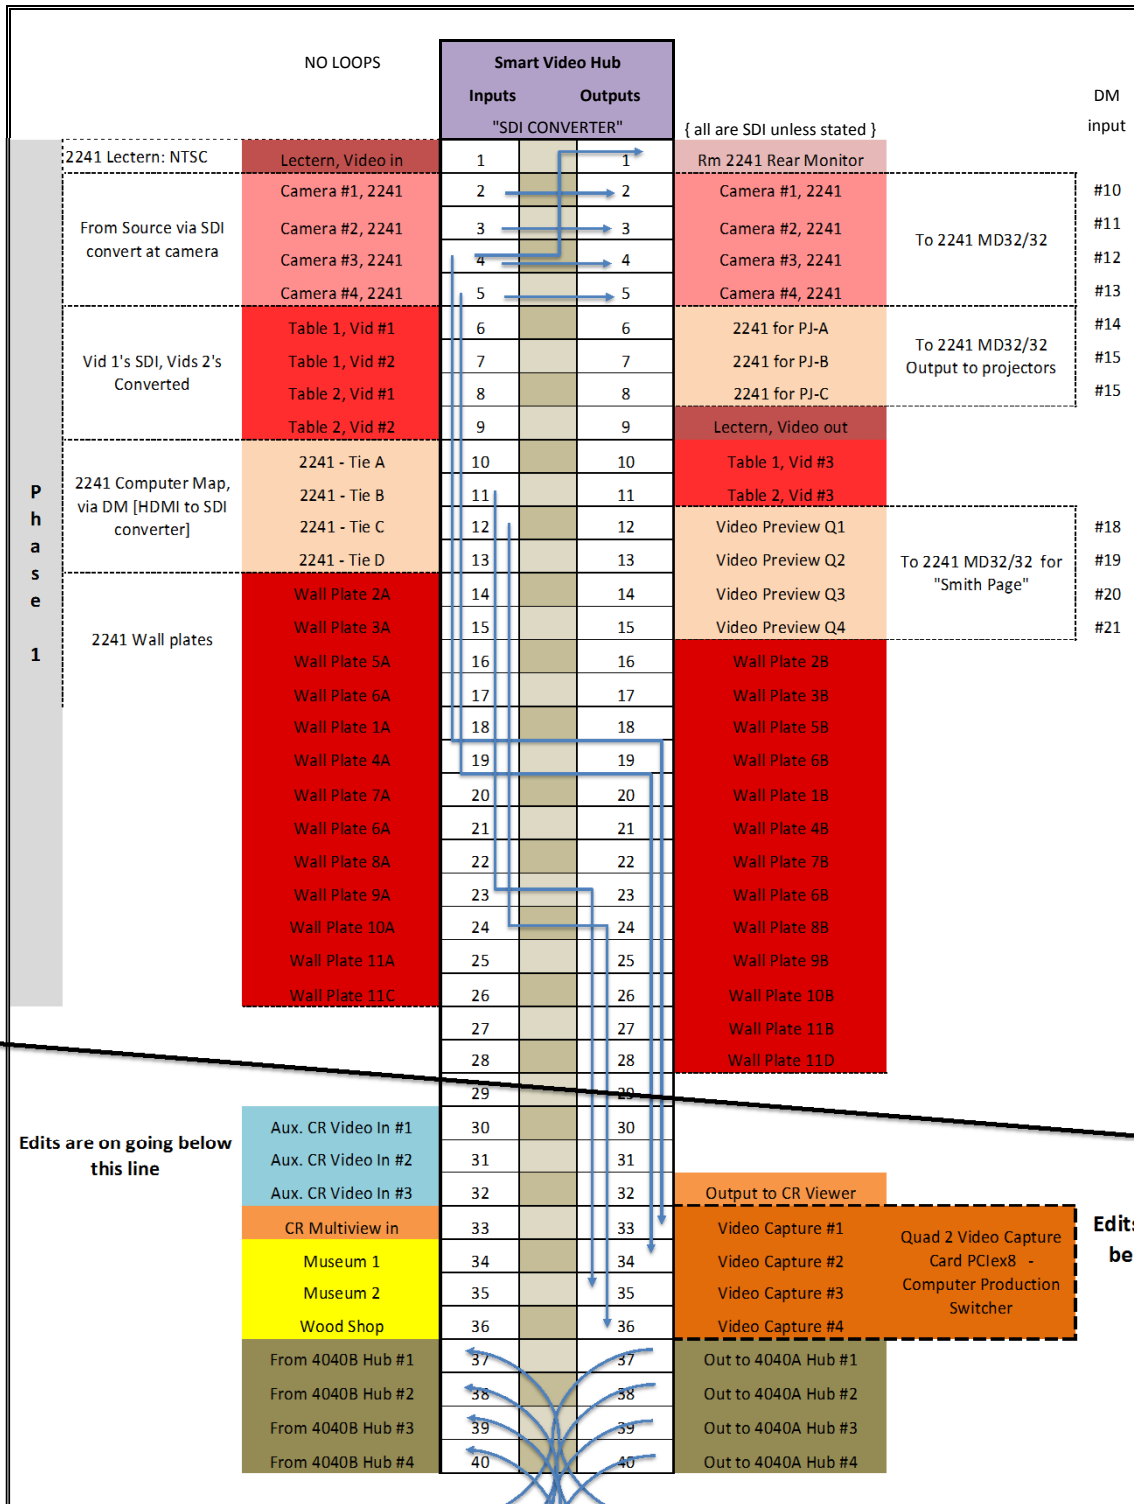 NO LOOPS
Smart Video Hub
Inputs Outputs
"SDI CONVERTER"
{ all are SDI unless stated }
DM
input
2241 Lectern: NTSC Lectern, Video in 1 1 Rm 2241 Rear Monitor
Camera #1, 2241 2 2 Camera #1, 2241 #10
From Source via SDI
convert at camera
Camera #2, 2241 3 3 Camera #2, 2241 #11
To 2241 MD32/32
Camera #3, 2241 4 4 Camera #3, 2241 #12
Camera #4, 2241 5 5 Camera #4, 2241 #13
Table 1, Vid #1 6 6 2241 for PJ-A #14
Vid 1's SDI, Vids 2's
Converted
Table 1, Vid #2 7 7 2241 for PJ-B #15
To 2241 MD32/32
Output to projectors
Table 2, Vid #1 8 8 2241 for PJ-C #15
Table 2, Vid #2 9 9 Lectern, Video out
2241 - Tie A 10 10 Table 1, Vid #3
2241 Computer Map,
via DM [HDMI to SDI
converter]
2241 - Tie B 11 11 Table 2, Vid #3
2241 - Tie C 12 12 Video Preview Q1 #18
2241 - Tie D 13 13 Video Preview Q2 #19
To 2241 MD32/32 for
"Smith Page"
Wall Plate 2A 14 14 Video Preview Q3 #20
2241 Wall plates
Wall Plate 3A 15 15 Video Preview Q4 #21
P
h
a
s
e
1
Wall Plate 5A 16 16 Wall Plate 2B
Wall Plate 6A 17 17 Wall Plate 3B
Wall Plate 1A 18 18 Wall Plate 5B
Wall Plate 4A 19 19 Wall Plate 6B
Wall Plate 7A 20 20 Wall Plate 1B
Wall Plate 6A 21 21 Wall Plate 4B
Wall Plate 8A 22 22 Wall Plate 7B
Wall Plate 9A 23 23 Wall Plate 6B
Wall Plate 10A 24 24 Wall Plate 8B
Wall Plate 11A 25 25 Wall Plate 9B
Wall Plate 11C 26 26 Wall Plate 10B
27 27 Wall Plate 11B
28 28 Wall Plate 11D
29 29
Edits are on going below
this line
Aux. CR Video In #1 30 30
Aux. CR Video In #2 31 31
Aux. CR Video In #3 32 32 Output to CR Viewer
CR Multiview in 33 33 Video Capture #1
Edits
be
Quad 2 Video Capture
Card PCIex8 -
Computer Production
Switcher
Museum 1 34 34 Video Capture #2
Museum 2 35 35 Video Capture #3
Wood Shop 36 36 Video Capture #4
From 4040B Hub #1 37 37 Out to 4040A Hub #1
From 4040B Hub #2 38 38 Out to 4040A Hub #2
From 4040B Hub #3 39 39 Out to 4040A Hub #3
From 4040B Hub #4 40 40 Out to 4040A Hub #4